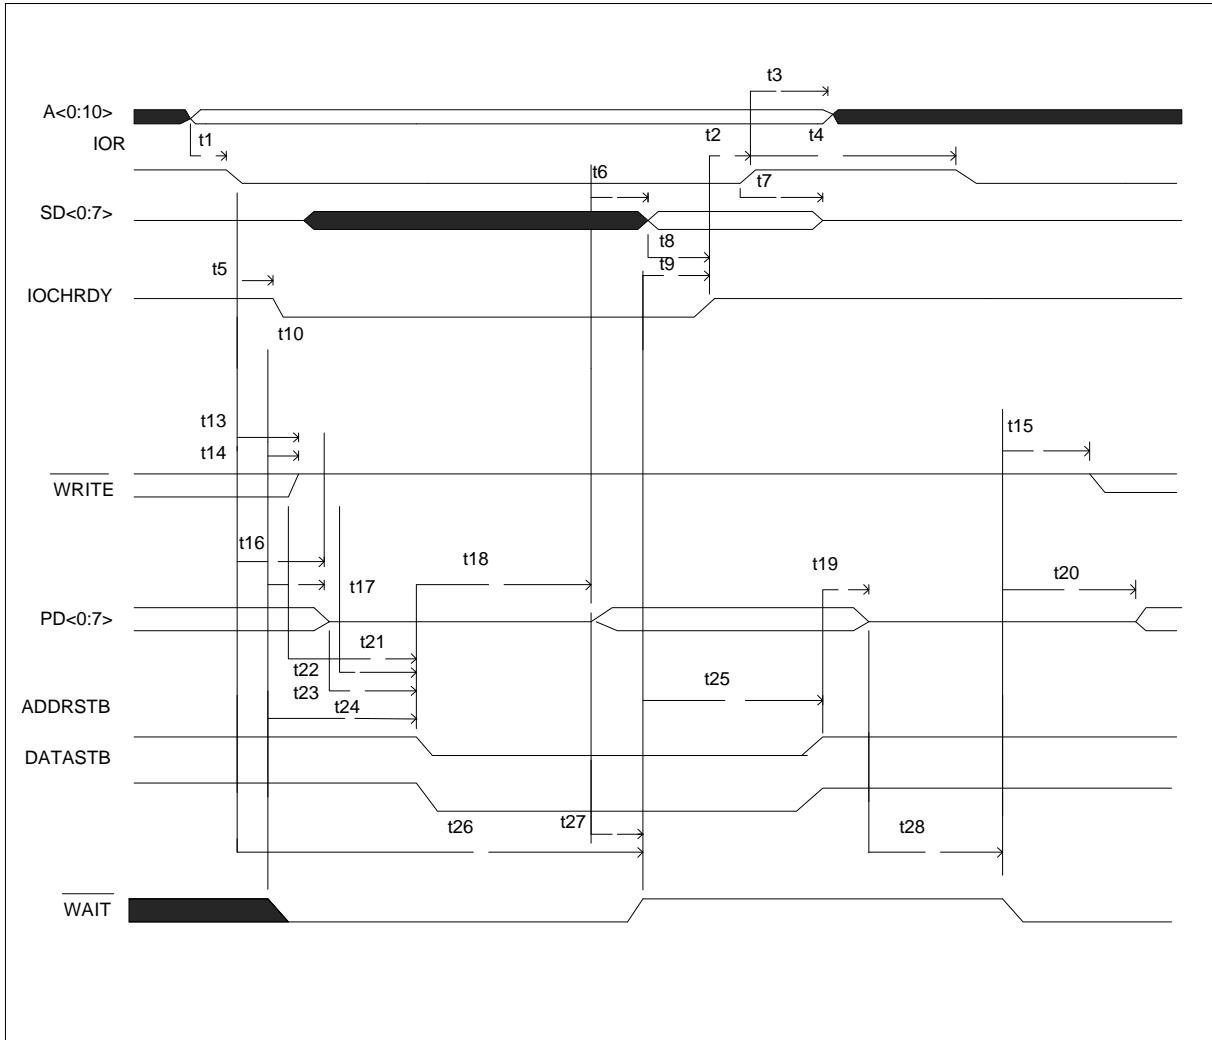 t3
A<0:10>
t1
t2
t4
IOR
t6
t7
SD<0:7>
t8
t5
t9
IOCHRDY
t10
t13
t15
t14
WRITE
t16
t18
t19
t17
t20
PD<0:7>
t21
t22
t23
t25
ADDRSTB
t24
DATASTB
t26
t27
t28
WAIT